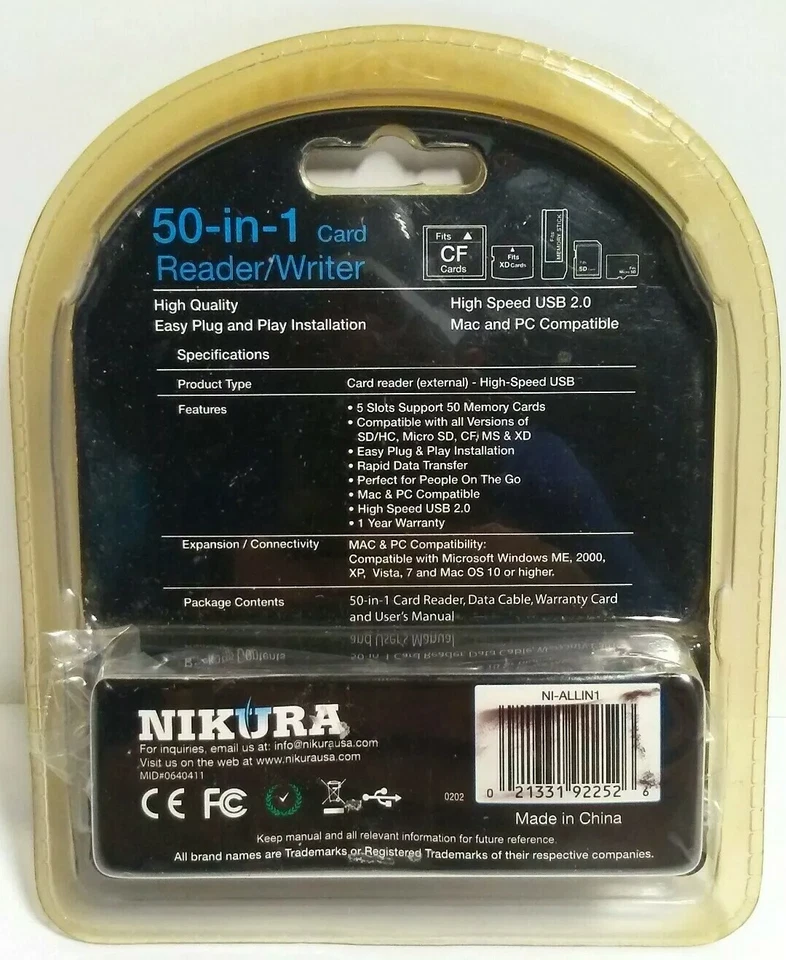 50-in-1 Card
Reader/Writer
Fits
CF
Cards
Fits
XD Cards
Fits
MEMORY STICK
Fits
SD Cards
Fits
Micro SD
High Quality
High Speed USB 2.0
Easy Plug and Play Installation
Mac and PC Compatible
Specifications
Product Type
Card reader (external) - High-Speed USB
Features
• 5 Slots Support 50 Memory Cards
• Compatible with all Versions of
SD/HC, Micro SD, CF, MS & XD
• Easy Plug & Play Installation
• Rapid Data Transfer
• Perfect for People On The Go
• Mac & PC Compatible
• High Speed USB 2.0
• 1 Year Warranty
Expansion / Connectivity
MAC & PC Compatibility:
Compatible with Microsoft Windows ME, 2000,
XP, Vista, 7 and Mac OS 10 or higher.
Package Contents
50-in-1 Card Reader, Data Cable, Warranty Card
and User's Manual
NIKURA
For inquiries, email us at: info@nikurausa.com
Visit us on the web at www.nikurausa.com
MID#0640411
CE FC
0202
NI-ALLIN1
0 21331 92252 6
Made in China
Keep manual and all relevant information for future reference.
All brand names are Trademarks or Registered Trademarks of their respective companies.